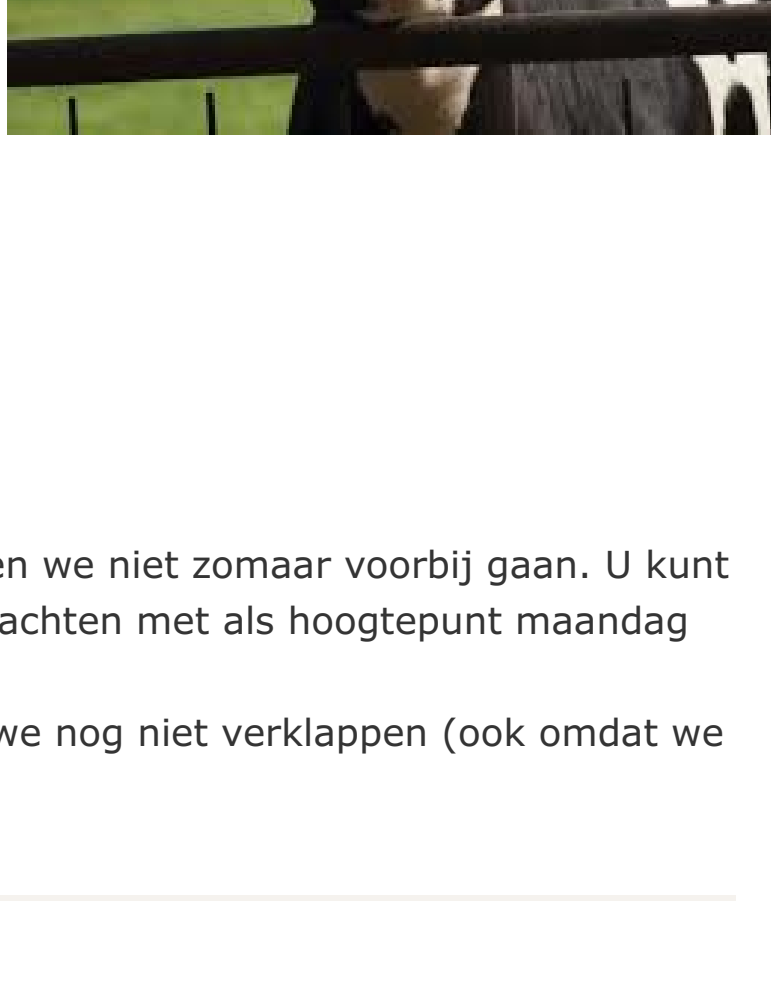 en we niet zomaar voorbij gaan. U kunt
achten met als hoogtepunt maandag
we nog niet verklappen (ook omdat we